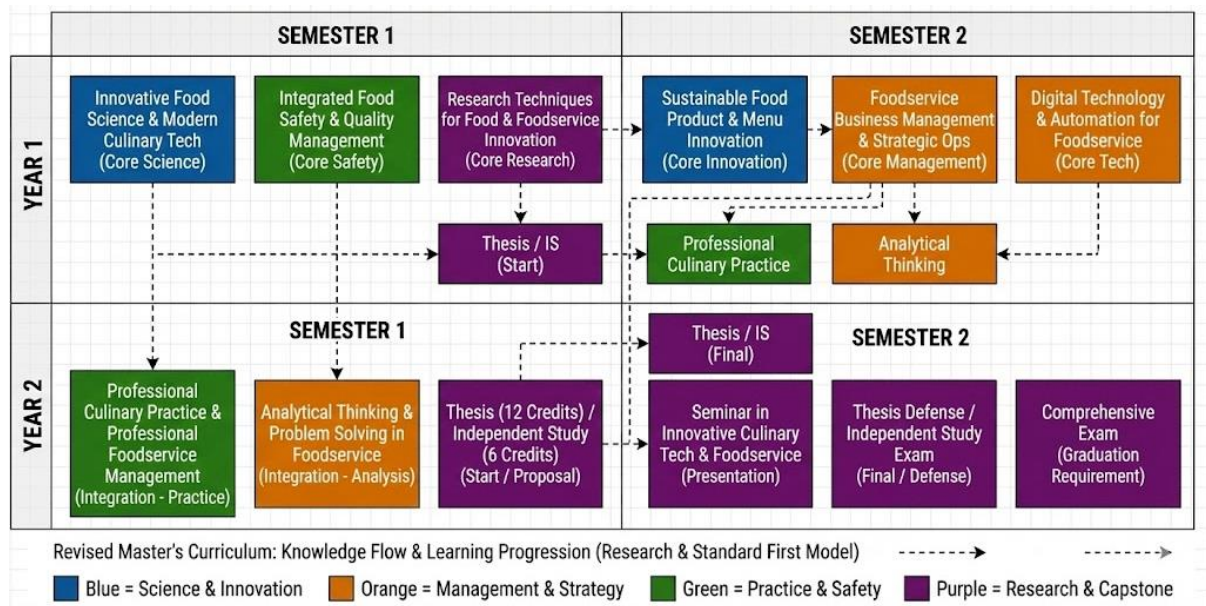 SEMESTER 1
SEMESTER 2
YEAR 1
Innovative Food
Science & Modern
Culinary Tech
(Core Science)
Integrated Food
Safety & Quality
Management
(Core Safety)
Research Techniques
for Food & Foodservice
Innovation
(Core Research)
Sustainable Food
Product & Menu
Innovation
(Core Innovation)
Foodservice
Business Management
& Strategic Ops
(Core Management)
Digital Technology
& Automation for
Foodservice
(Core Tech)
Thesis / IS
(Start)
Professional
Culinary Practice
Analytical
Thinking
YEAR 2
SEMESTER 1
SEMESTER 2
Thesis / IS
(Final)
Professional
Culinary Practice &
Professional
Foodservice
Management
(Integration - Practice)
Analytical Thinking &
Problem Solving in
Foodservice
(Integration - Analysis)
Thesis (12 Credits) /
Independent Study
(6 Credits)
(Start / Proposal)
Seminar in
Innovative Culinary
Tech & Foodservice
(Presentation)
Thesis Defense /
Independent Study
Exam
(Final / Defense)
Comprehensive
Exam
(Graduation
Requirement)
Revised Master's Curriculum: Knowledge Flow & Learning Progression (Research & Standard First Model)
Blue = Science & Innovation
Orange = Management & Strategy
Green = Practice & Safety
Purple = Research & Capstone